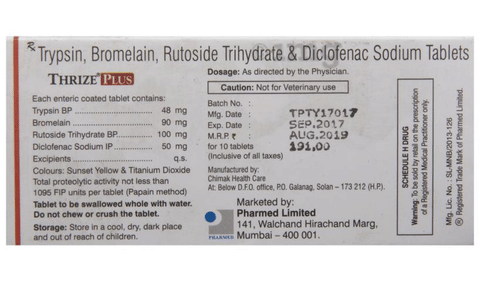 Rx Trypsin, Bromelain, Rutoside Trihydrate & Diclofenac Sodium Tablets
THRIZE PLUS
Each enteric coated tablet contains:
Trypsin BP ........................ 48 mg
Bromelain ........................ 90 mg
Rutoside Trihydrate BP........... 100 mg
Diclofenac Sodium IP ............. 50 mg
Excipients ........................ q.s.
Colours: Sunset Yellow & Titanium Dioxide
Total proteolytic activity not less than
1095 FIP units per tablet (Papain method)
Tablet to be swallowed whole with water.
Do not chew or crush the tablet.
Storage: Store in a cool, dry, dark place
and out of reach of children.
Dosage: As directed by the Physician.
Caution: Not for Veterinary use
Batch No. :
Mfg. Date : TPTY17017
Exp. Date : SEP.2017
M.R.P.₹ : AUG.2019
for 10 tablets 191.00
(Inclusive of all taxes)
Manufactured by:
Chimak Health Care
At: Below D.F.O. office, P.O. Galanag, Solan – 173 212 (H.P.).
PHARMED
Marketed by:
Pharmed Limited
141, Walchand Hirachand Marg,
Mumbai – 400 001.
SCHEDULE H DRUG
Warning: To be sold by retail on the prescription
of a Registered Medical Practitioner only.
Mfg. Lic. No.: SL-MNB/2013-126
® Registered Trade Mark of Pharmed Limited.